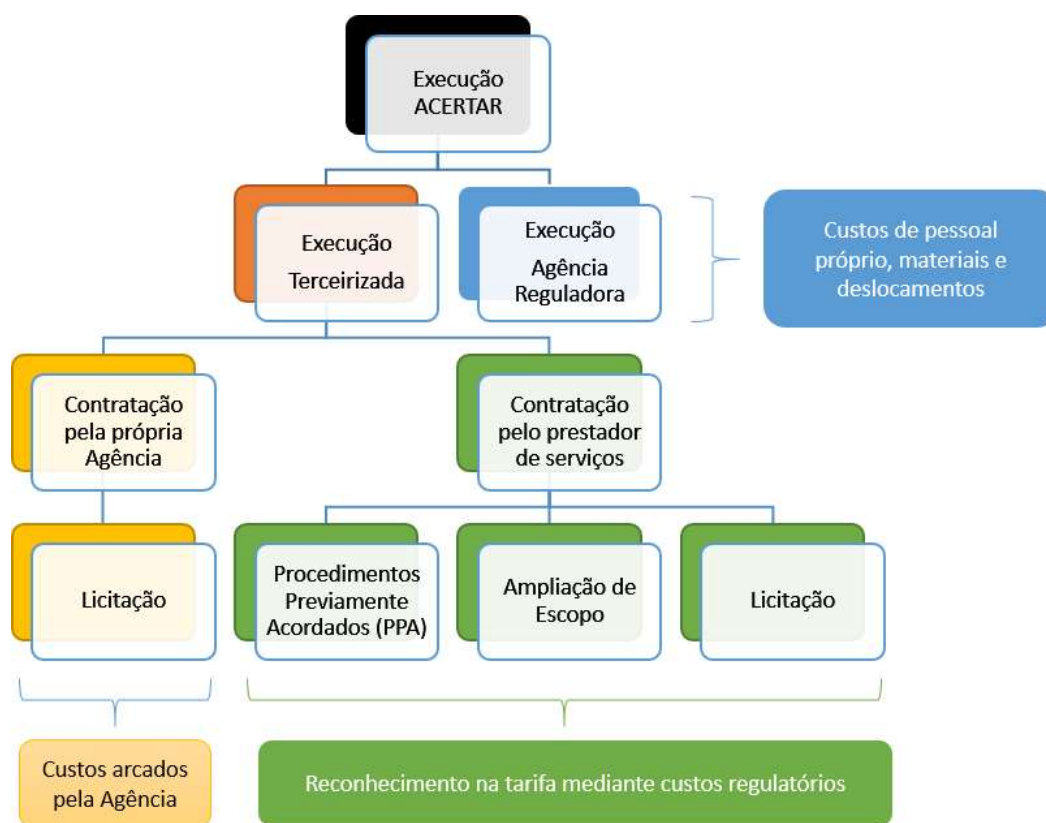 Execução
ACERTAR
Execução
Terceirizada
Execução
Agência
Reguladora
Custos de pessoal
próprio, materiais e
deslocamentos
Contratação
pela própria
Agência
Contratação
pelo prestador
de serviços
Licitação
Procedimentos
Previamente
Acordados (PPA)
Ampliação de
Escopo
Licitação
Custos arcados
pela Agência
Reconhecimento na tarifa mediante custos regulatórios